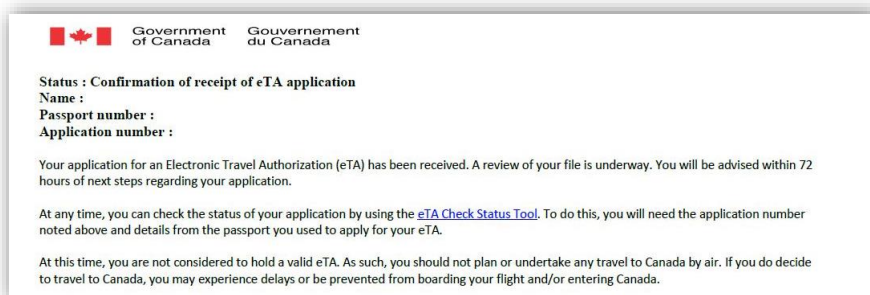 Government Gouvernement
of Canada du Canada
Status : Confirmation of receipt of eTA application
Name :
Passport number :
Application number :
Your application for an Electronic Travel Authorization (eTA) has been received. A review of your file is underway. You will be advised within 72
hours of next steps regarding your application.
At any time, you can check the status of your application by using the eTA Check Status Tool. To do this, you will need the application number
noted above and details from the passport you used to apply for your eTA.
At this time, you are not considered to hold a valid eTA. As such, you should not plan or undertake any travel to Canada by air. If you do decide
to travel to Canada, you may experience delays or be prevented from boarding your flight and/or entering Canada.